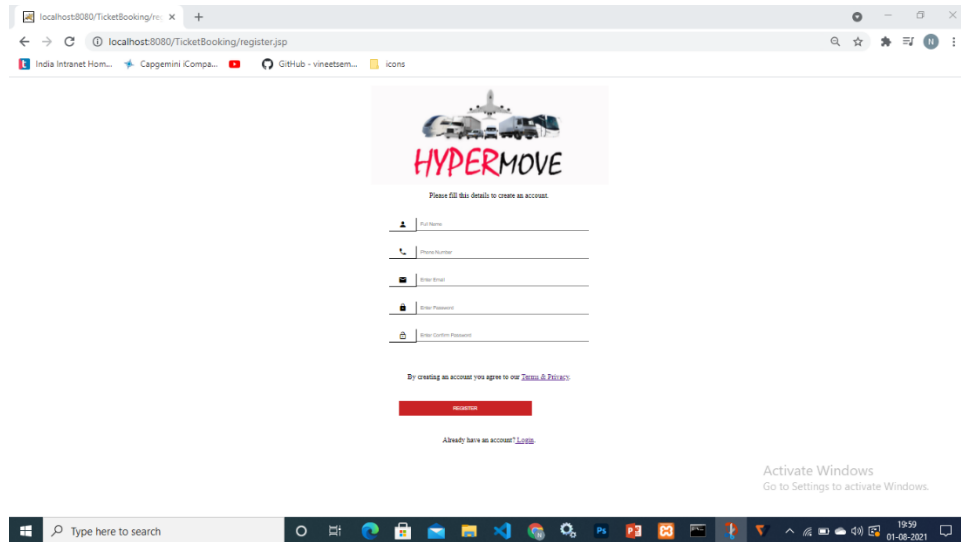 localhost:8080/TicketBooking/re
localhost:8080/TicketBooking/register.jsp
N
India Intranet Hom...
Capgemini iCompa...
GitHub - vineetsem...
icons
HYPERMOVE
Please fill this details to create an account.
Full Name
Phone Number
Enter Email
Enter Password
Enter Confirm Password
By creating an account you agree to our Terms & Privacy.
REGISTER
Already have an account? Login.
Activate Windows
Go to Settings to activate Windows.
Type here to search
Ps
19:59
01-08-2021